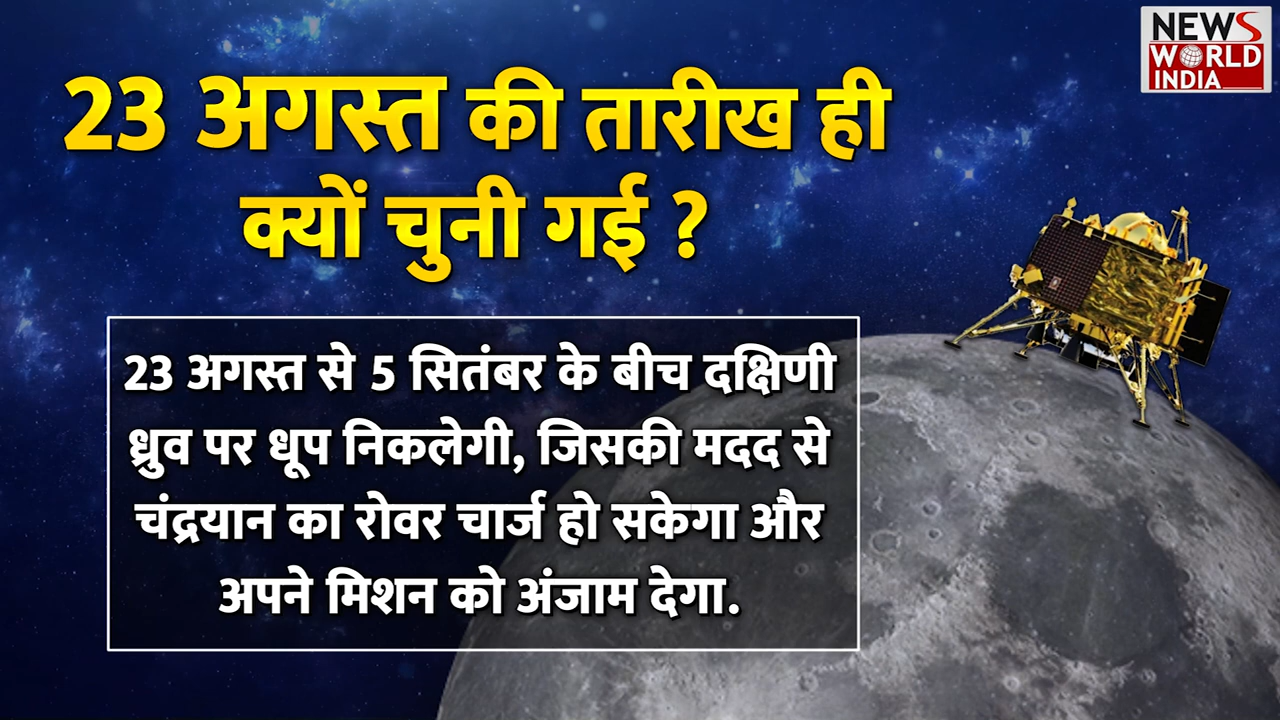 NEWS
WORLD
INDIA
23 अगस्त की तारीख ही
क्यों चुनी गई ?
23 अगस्त से 5 सितंबर के बीच दक्षिणी
ध्रुव पर धूप निकलेगी, जिसकी मदद से
चंद्रयान का रोवर चार्ज हो सकेगा और
अपने मिशन को अंजाम देगा.